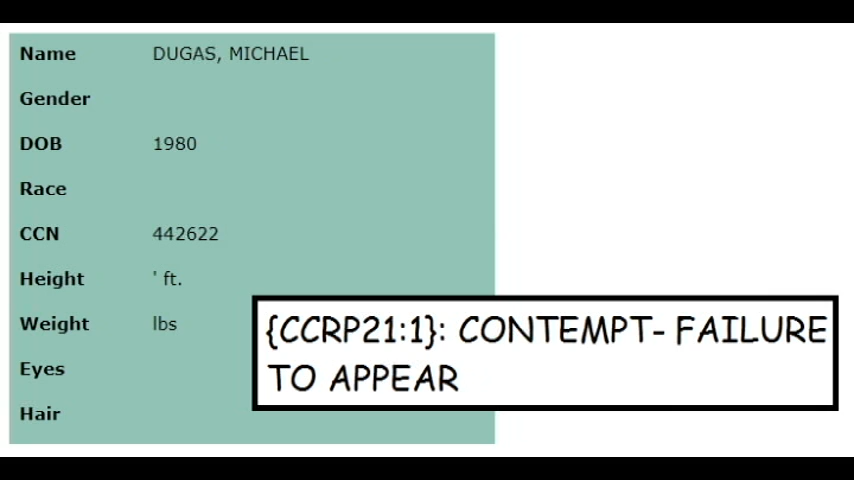 Name DUGAS, MICHAEL
Gender
DOB 1980
Race
CCN 442622
Height ' ft.
Weight lbs
Eyes
Hair
{CCRP21:1}: CONTEMPT- FAILURE
TO APPEAR